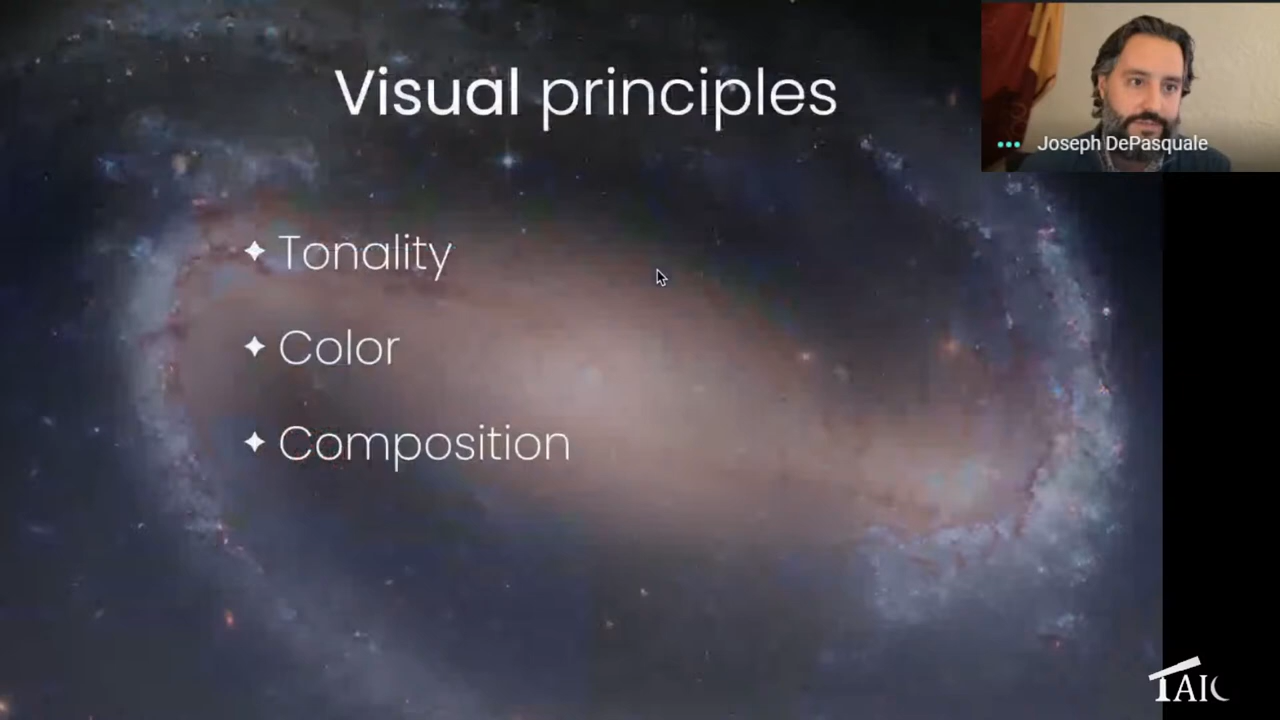 Visual principles
Joseph DePasquale
✦ Tonality
✦ Color
✦ Composition
TAIC